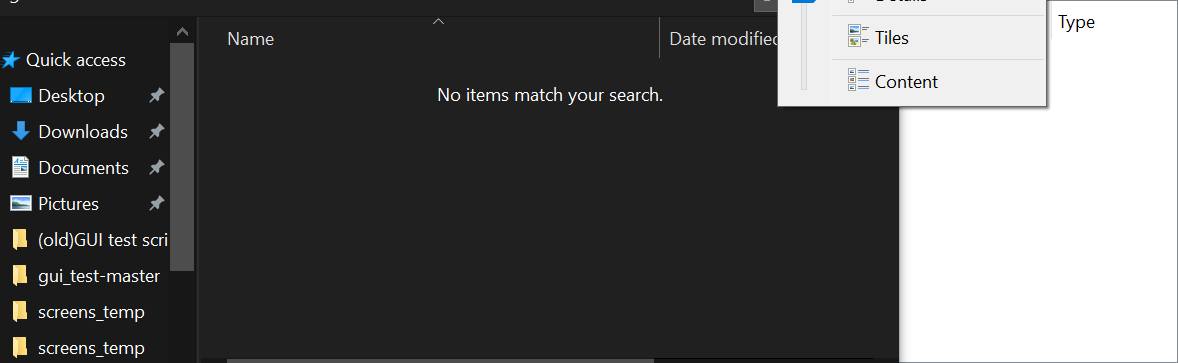 Name
Date modified
Type
Quick access
Desktop
Downloads
Documents
Pictures
(old)GUI test scri
gui_test-master
screens_temp
screens_temp
No items match your search.
Tiles
Content